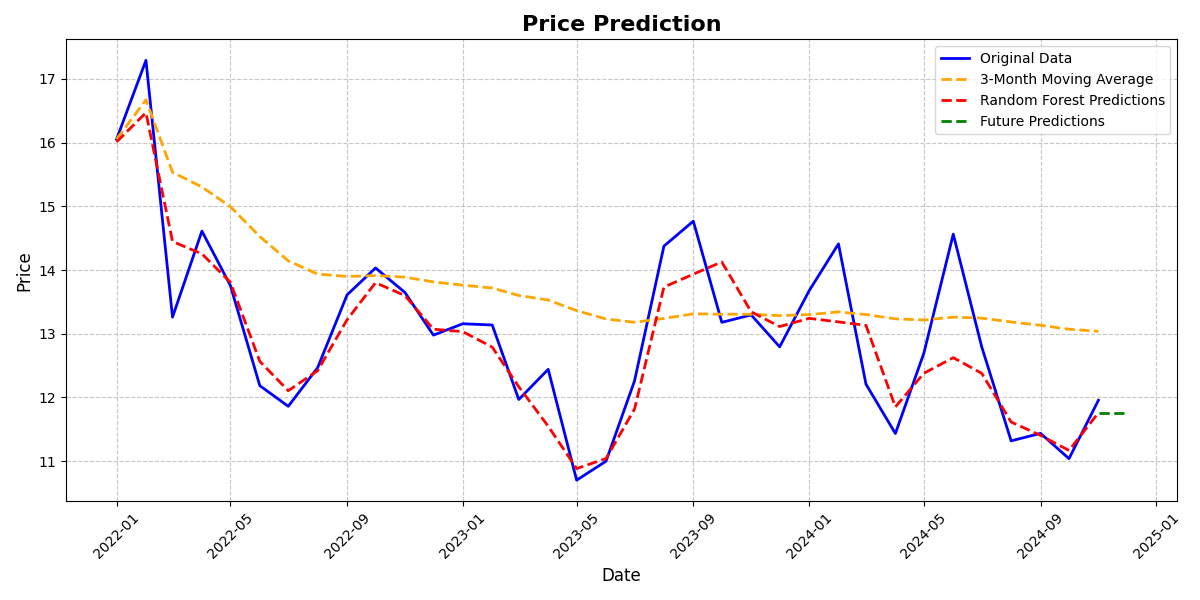 Price Prediction
Original Data
3-Month Moving Average
Random Forest Predictions
Future Predictions
Price
17
16
15
14
13
12
11
2022-01
2022-05
2022-09
2023-01
2023-05
2023-09
2024-01
2024-05
2024-09
2025-01
Date